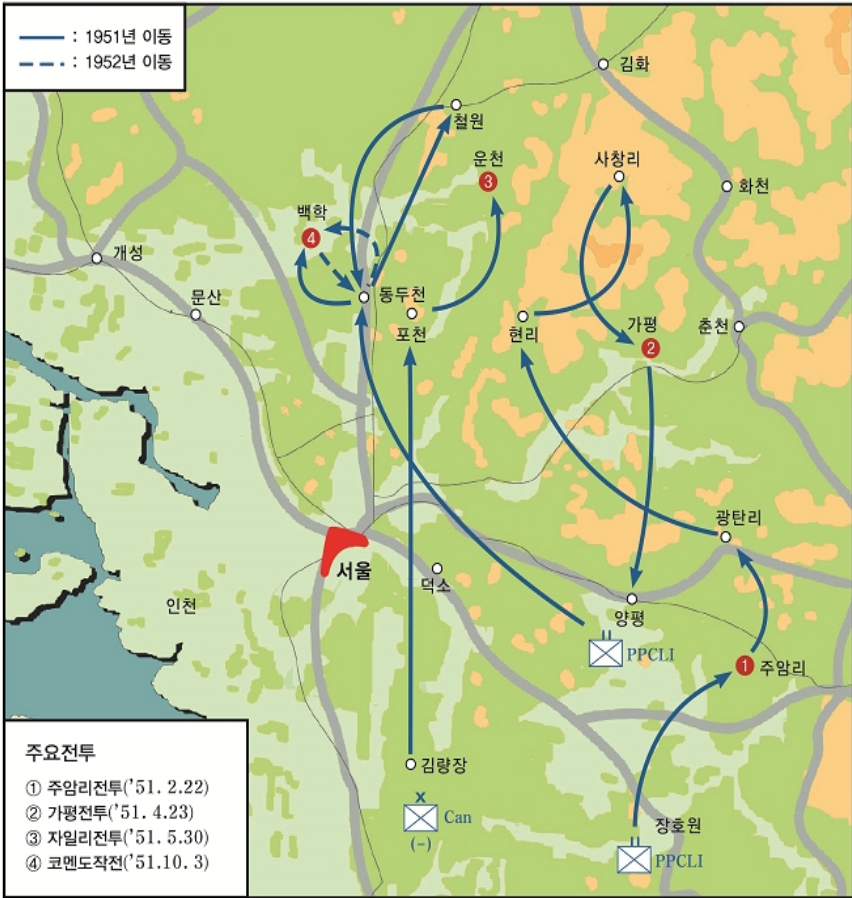 : 1951년 이동
: 1952년 이동
김화
철원
운천
3
사창리
화천
백학
4
개성
문산
동두천
포천
현리
가평
2
춘천
광탄리
서울
덕소
인천
양평
PPCLI
1 주암리
김량장
x
Can
(-)
장호원
PPCLI
주요전투
① 주암리전투('51. 2.22)
② 가평전투('51. 4.23)
③ 자일리전투('51. 5.30)
④ 코멘도작전('51.10. 3)